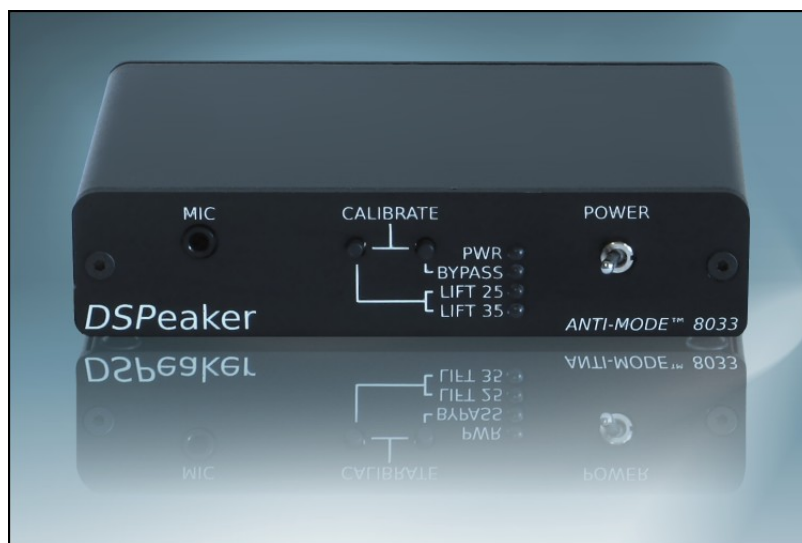 MIC
CALIBRATE
POWER
PWR
BYPASS
LIFT 25
LIFT 35
DSPeaker
ANTI-MODE™ 8033